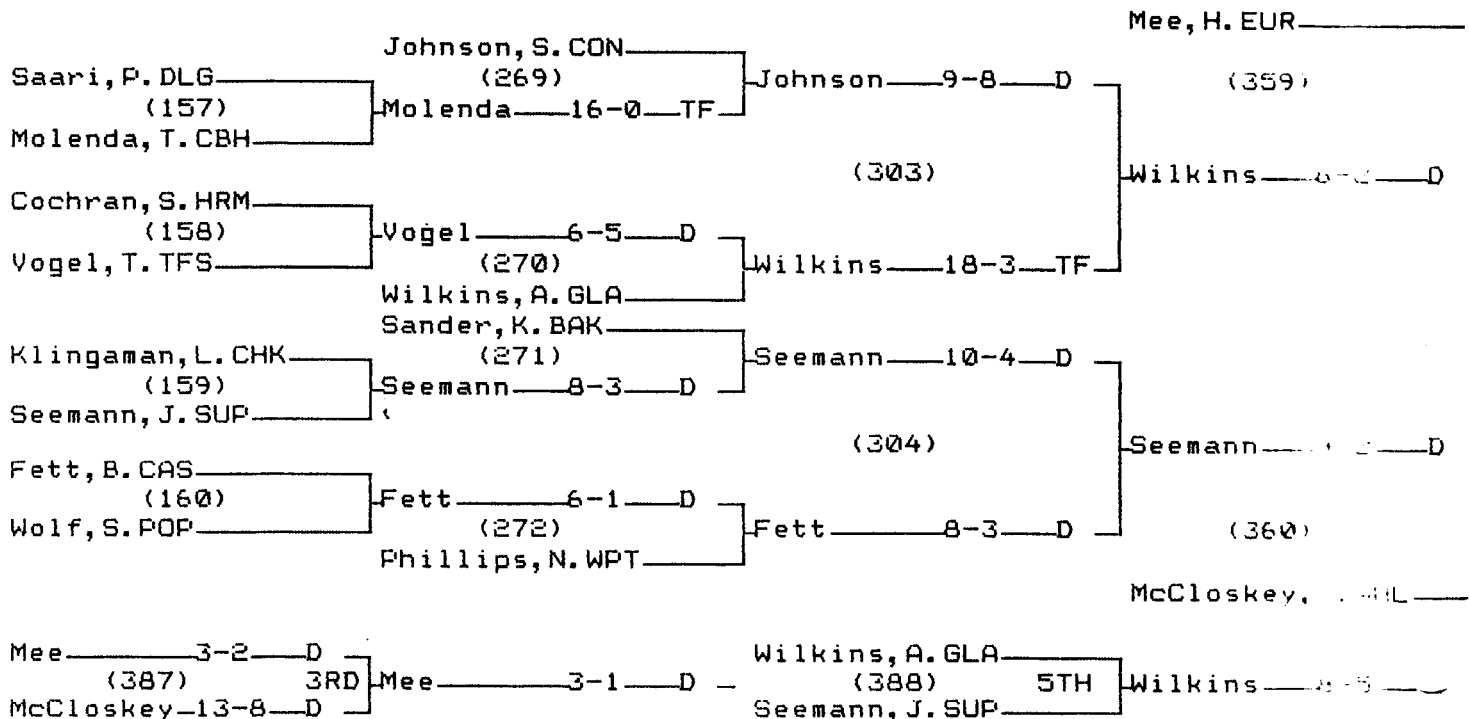 Mee, H. EUR
Johnson, S. CON
Saari, P. DLG (269) Johnson 9-8 D (359)
(157) Molenda 16-0 TF
Molenda, T. CBH
(303) Wilkins D
Cochran, S. HRM
(158) Vogel 6-5 D
Vogel, T. TFS (270) Wilkins 18-3 TF
Wilkins, A. GLA
Sander, K. BAK
Klingaman, L. CHK (271) Seemann 10-4 D
(159) Seemann 8-3 D
Seemann, J. SUP
(304) Seemann D
Fett, B. CAS
(160) Fett 6-1 D
Wolf, S. POP (272) Fett 8-3 D (360)
Phillips, N. WPT
McCloskey,
Mee 3-2 D Wilkins, A. GLA
(387) 3RD Mee 3-1 D (388) 5TH Wilkins
McCloskey 13-8 D Seemann, J. SUP